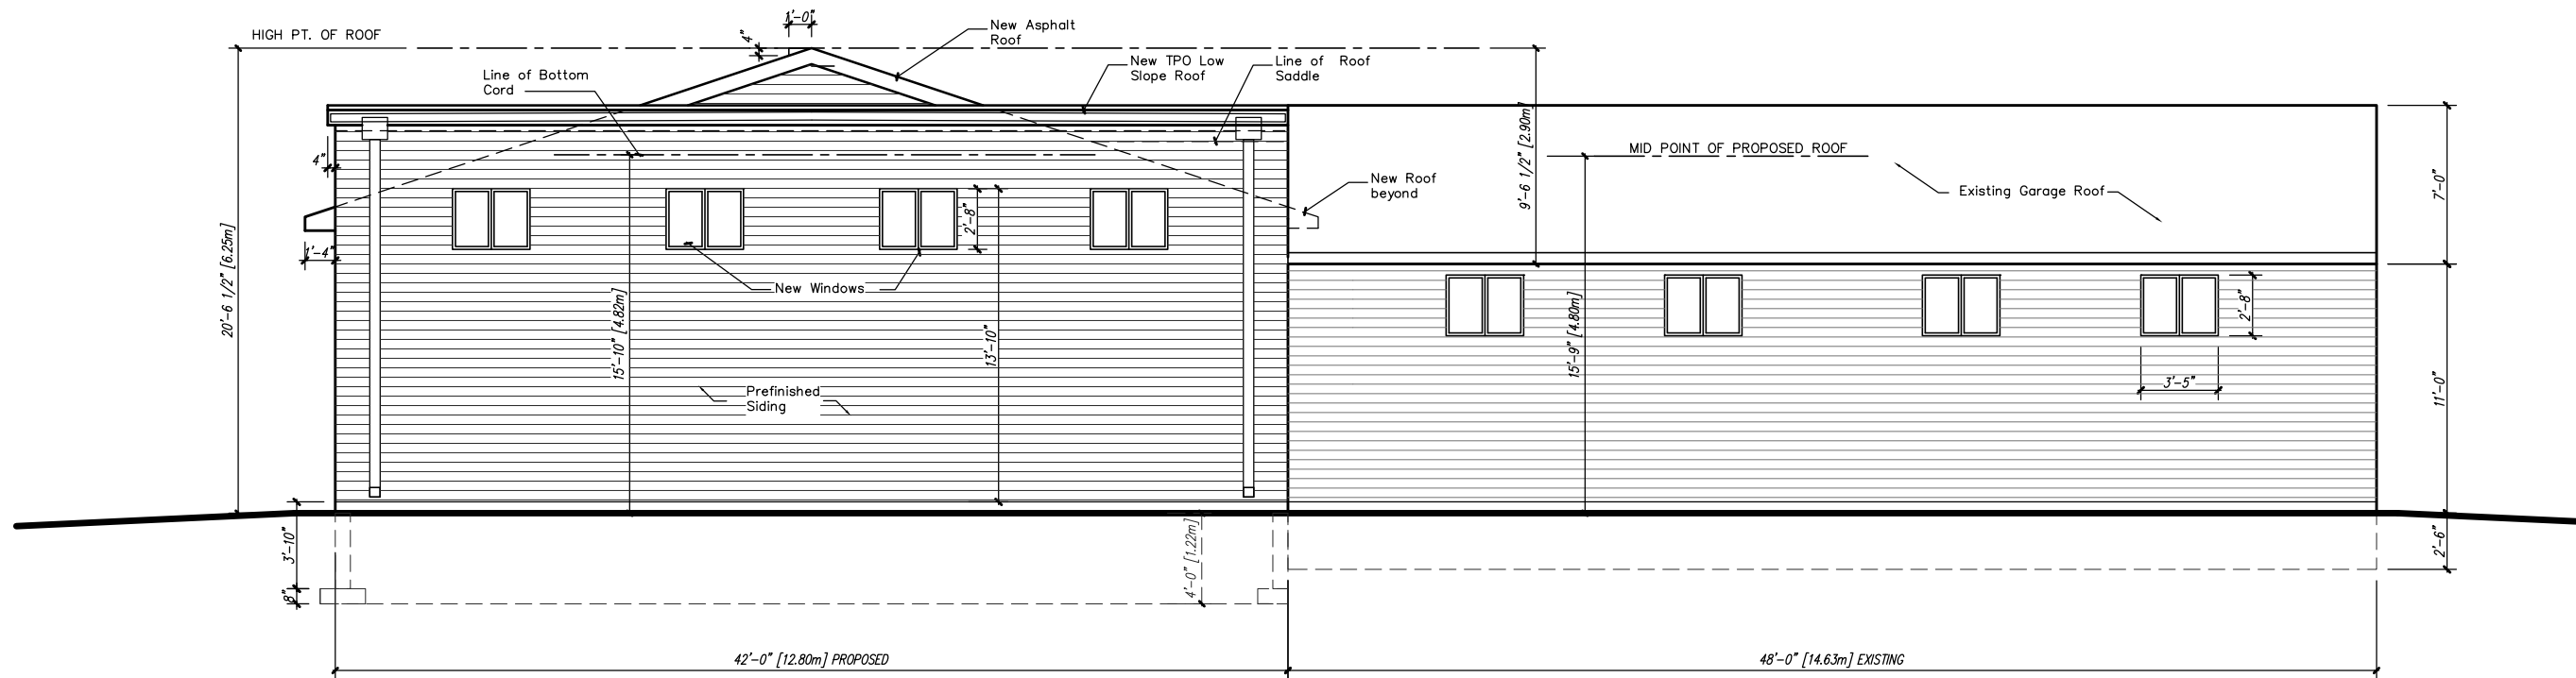 1'-0"
New Asphalt
Roof
HIGH PT. OF ROOF
4"
Line of Bottom
Cord
New TPO Low
Slope Roof
Line of Roof
Saddle
9'-6 1/2" [2.90m]
MID POINT OF PROPOSED ROOF
4"
New Roof
beyond
Existing Garage Roof
7'-0"
2'-8"
1'-4"
20'-6 1/2" [6.25m]
New Windows
15'-10" [4.82m]
13'-10"
15'-9" [4.80m]
2'-8"
3'-5"
11'-0"
Prefinished
Siding
3'-10"
8"
4'-0" [1.22m]
2'-6"
42'-0" [12.80m] PROPOSED
48'-0" [14.63m] EXISTING